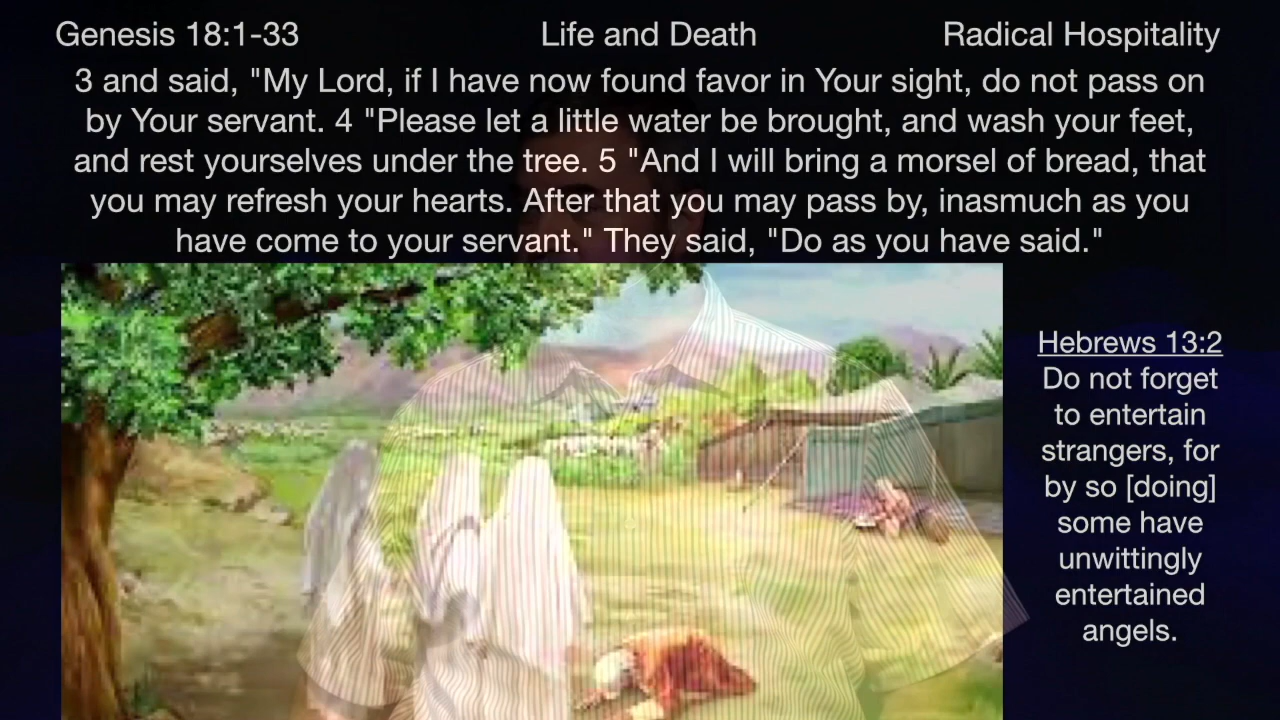 Genesis 18:1-33 Life and Death Radical Hospitality
3 and said, "My Lord, if I have now found favor in Your sight, do not pass on
by Your servant. 4 "Please let a little water be brought, and wash your feet,
and rest yourselves under the tree. 5 "And I will bring a morsel of bread, that
you may refresh your hearts. After that you may pass by, inasmuch as you
have come to your servant." They said, "Do as you have said."
Hebrews 13:2
Do not forget
to entertain
strangers, for
by so [doing]
some have
unwittingly
entertained
angels.